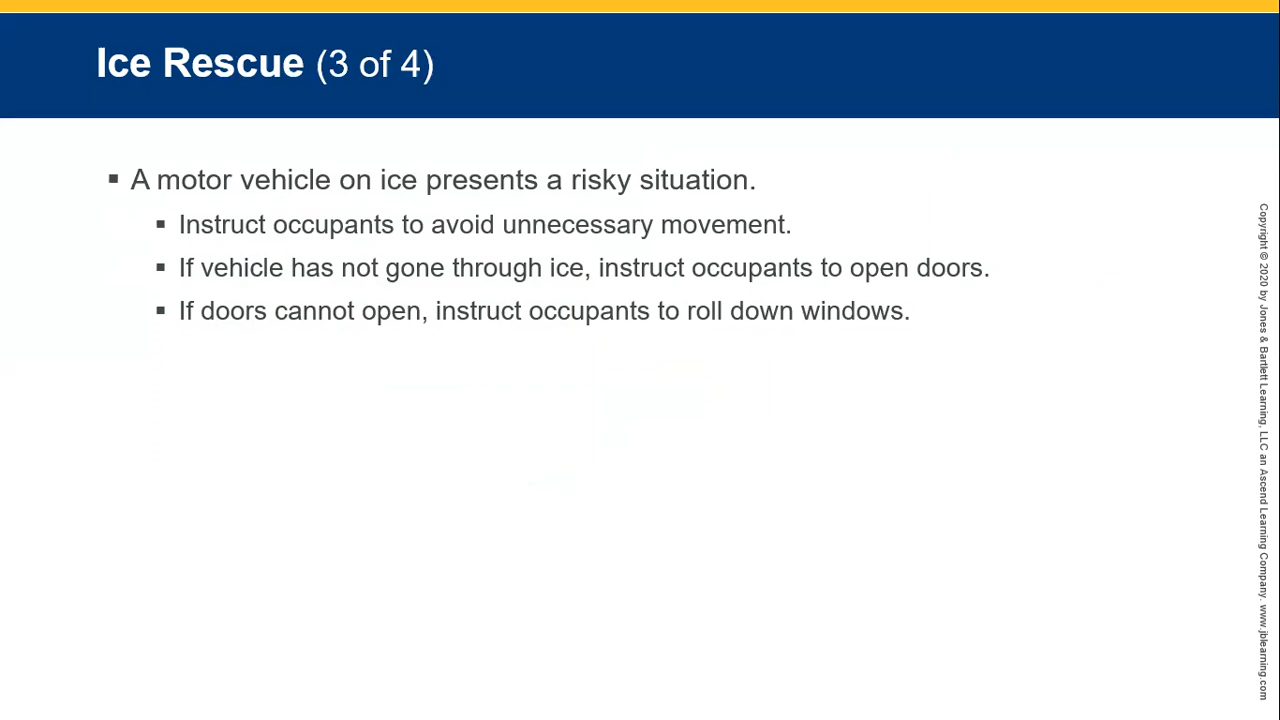 Ice Rescue (3 of 4)
▪ A motor vehicle on ice presents a risky situation.
▪ Instruct occupants to avoid unnecessary movement.
▪ If vehicle has not gone through ice, instruct occupants to open doors.
▪ If doors cannot open, instruct occupants to roll down windows.
Copyright © 2020 by Jones & Bartlett Learning, LLC an Ascend Learning Company. www.jblearning.com